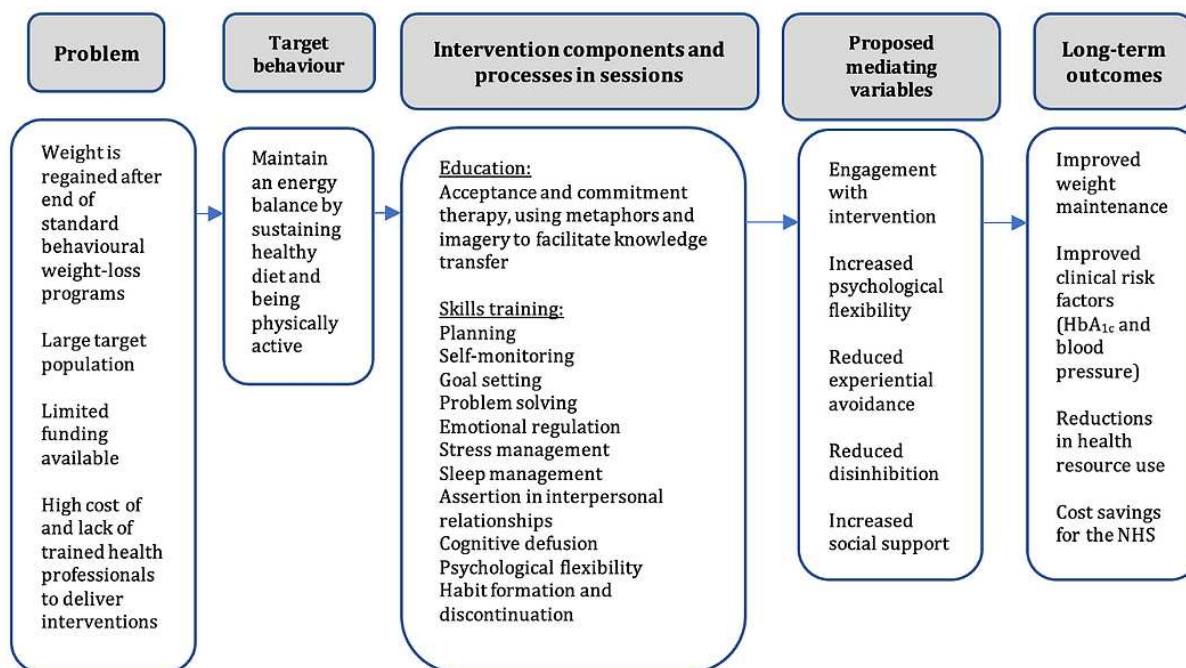 Problem
Weight is
regained after
end of
standard
behavioural
weight-loss
programs
Large target
population
Limited
funding
available
High cost of
and lack of
trained health
professionals
to deliver
interventions
Target
behaviour
Maintain
an energy
balance by
sustaining
healthy
diet and
being
physically
active
Intervention components and
processes in sessions
Education:
Acceptance and commitment
therapy, using metaphors and
imagery to facilitate knowledge
transfer
Skills training:
Planning
Self-monitoring
Goal setting
Problem solving
Emotional regulation
Stress management
Sleep management
Assertion in interpersonal
relationships
Cognitive defusion
Psychological flexibility
Habit formation and
discontinuation
Proposed
mediating
variables
Engagement
with
intervention
Increased
psychological
flexibility
Reduced
experiential
avoidance
Reduced
disinhibition
Increased
social support
Long-term
outcomes
Improved
weight
maintenance
Improved
clinical risk
factors
(HbA1c and
blood
pressure)
Reductions
in health
resource use
Cost savings
for the NHS